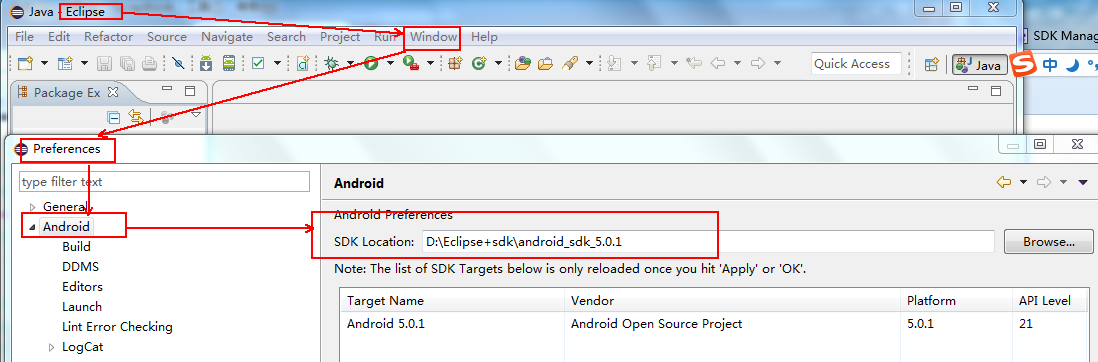 Java - Eclipse
File Edit Refactor Source Navigate Search Project Run Window Help
SDK Manag
Quick Access
Java
中
Package Ex
Preferences
type filter text
General
Android
Build
DDMS
Editors
Launch
Lint Error Checking
LogCat
Android
Android Preferences
SDK Location: D:\Eclipse+sdk\android_sdk_5.0.1
Browse...
Note: The list of SDK Targets below is only reloaded once you hit 'Apply' or 'OK'.
Target Name Vendor Platform API Level
Android 5.0.1 Android Open Source Project 5.0.1 21